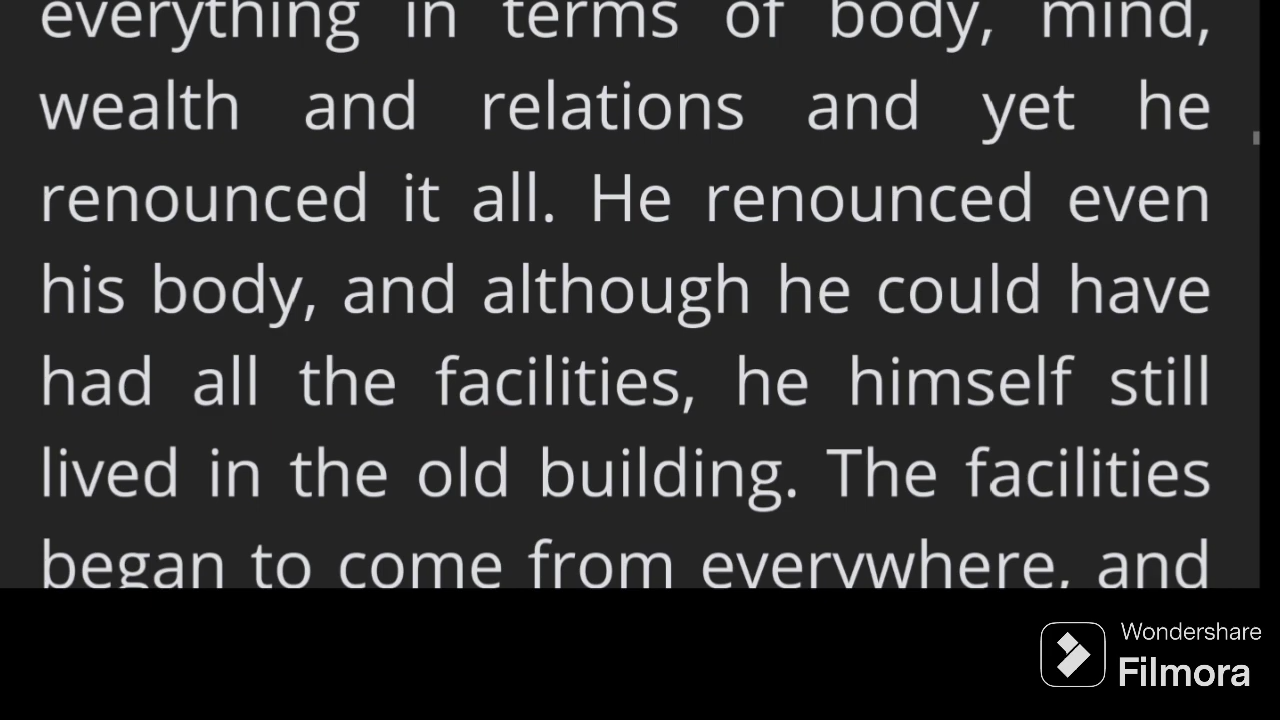 everything in terms of body, mind,
wealth and relations and yet he
renounced it all. He renounced even
his body, and although he could have
had all the facilities, he himself still
lived in the old building. The facilities
began to come from everywhere, and
Wondershare
Filmora